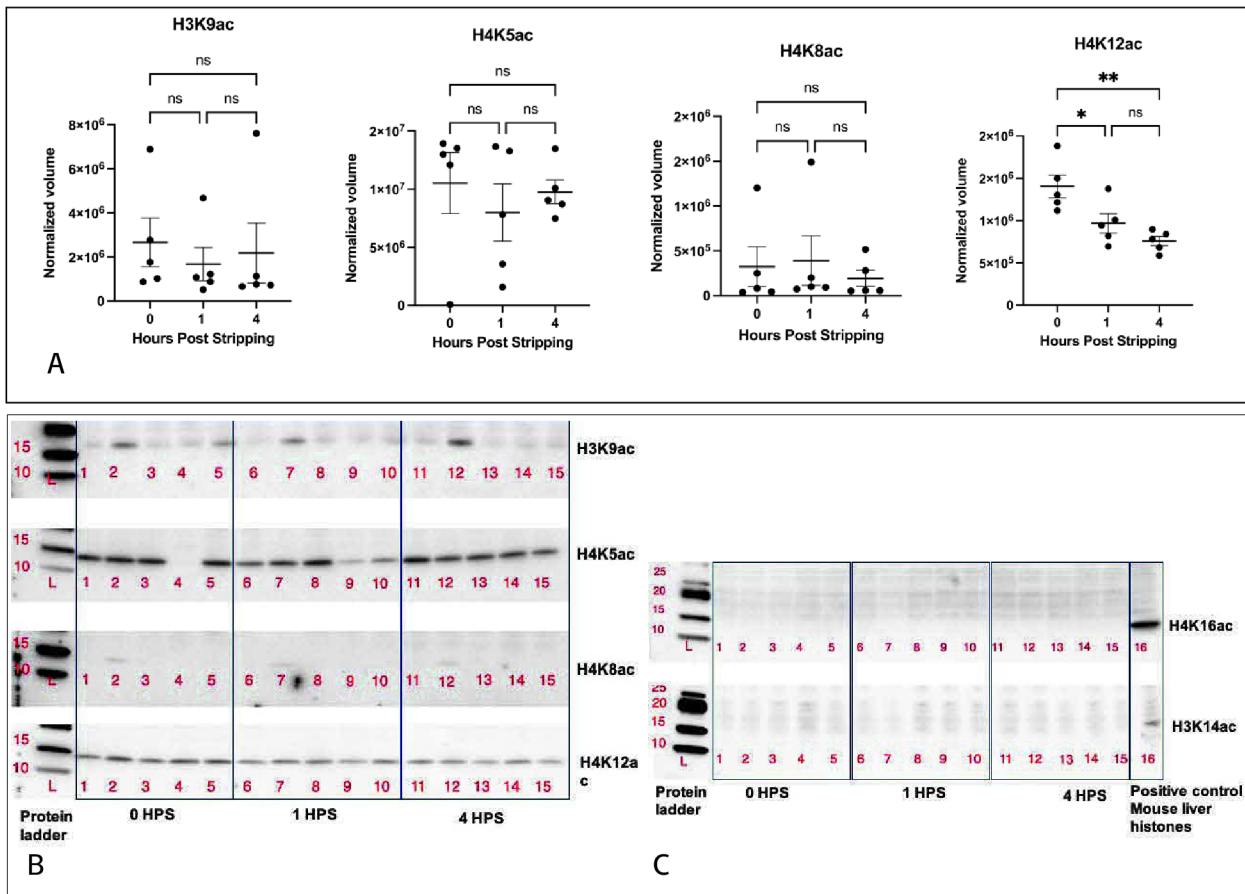 H3K9ac
ns
ns ns
8×10⁶
6×10⁶
4×10⁶
2×10⁶
0
Normalized volume
0 1 4
Hours Post Stripping
H4K5ac
ns
ns ns
2×10⁷
1×10⁷
5×10⁶
0
Normalized volume
0 1 4
Hours Post Stripping
H4K8ac
ns
ns ns
2×10⁶
2×10⁶
1×10⁶
5×10⁵
0
Normalized volume
0 1 4
Hours Post Stripping
H4K12ac
**
* ns
2×10⁶
2×10⁶
1×10⁶
5×10⁵
0
Normalized volume
0 1 4
Hours Post Stripping
A
15
10
L 1 2 3 4 5 6 7 8 9 10 11 12 13 14 15
H3K9ac
15
10
L 1 2 3 4 5 6 7 8 9 10 11 12 13 14 15
H4K5ac
15
10
L 1 2 3 4 5 6 7 8 9 10 11 12 13 14 15
H4K8ac
10
L 1 2 3 4 5 6 7 8 9 10 11 12 13 14 15
H4K12a
c
Protein
ladder
0 HPS 1 HPS 4 HPS
B
25
20
15
10
L 1 2 3 4 5 6 7 8 9 10 11 12 13 14 15 16
H4K16ac
25
20
15
10
L 1 2 3 4 5 6 7 8 9 10 11 12 13 14 15 16
H3K14ac
Protein
ladder
0 HPS 1 HPS 4 HPS
Positive control
Mouse liver
histones
C